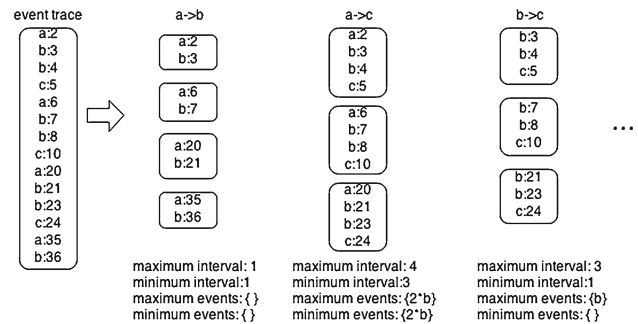 event trace
a:2
b:3
b:4
c:5
a:6
b:7
b:8
c:10
a:20
b:21
b:23
c:24
a:35
b:36
a->b
a:2
b:3
a:6
b:7
a:20
b:21
a:35
b:36
maximum interval: 1
minimum interval:1
maximum events: { }
minimum events: { }
a->c
a:2
b:3
b:4
c:5
a:6
b:7
b:8
c:10
a:20
b:21
b:23
c:24
maximum interval: 4
minimum interval:3
maximum events: {2*b}
minimum events: {2*b}
b->c
b:3
b:4
c:5
b:7
b:8
c:10
b:21
b:23
c:24
maximum interval: 3
minimum interval:1
maximum events: {b}
minimum events: { }
...